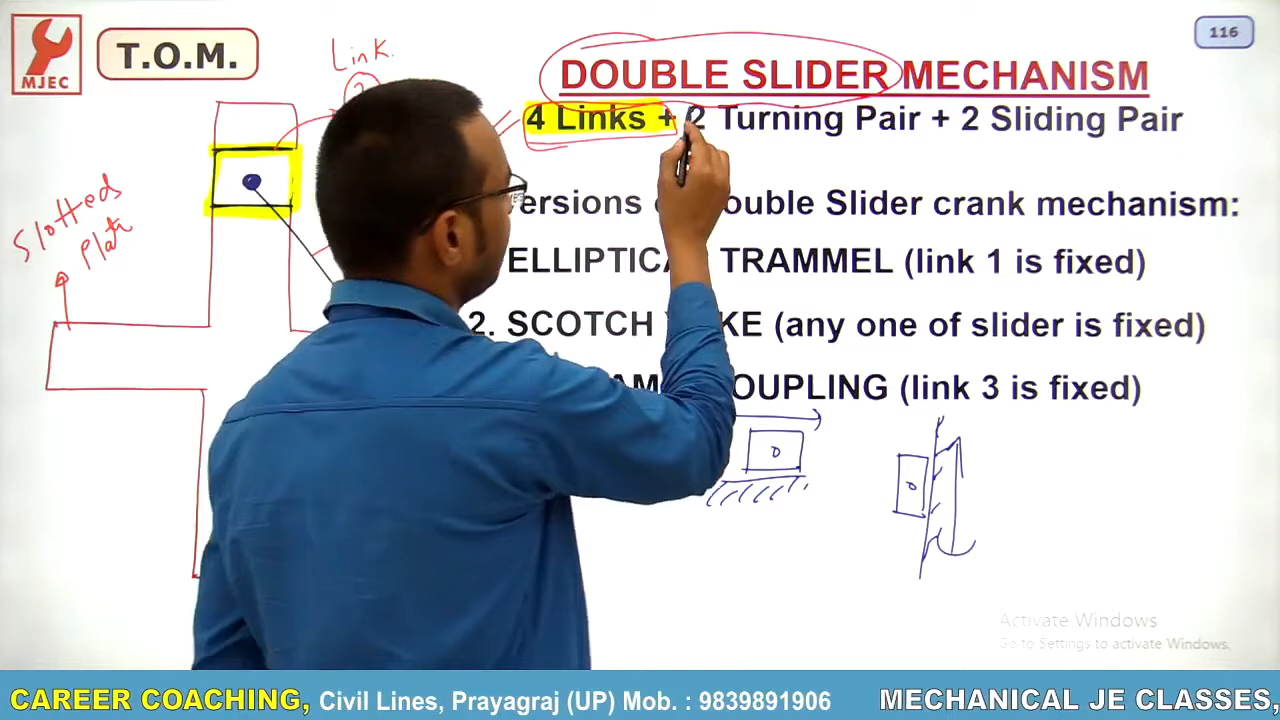 MJEC
T.O.M.
116
Link.
DOUBLE SLIDER MECHANISM
4 Links + 2 Turning Pair + 2 Sliding Pair
Slotted
Plate
ersions Double Slider crank mechanism:
ELLIPTICA TRAMMEL (link 1 is fixed)
2. SCOTCH KE (any one of slider is fixed)
OUPLING (link 3 is fixed)
Activate Windows
Go to Settings to activate Windows.
CAREER COACHING, Civil Lines, Prayagraj (UP) Mob. : 9839891906 MECHANICAL JE CLASSES,